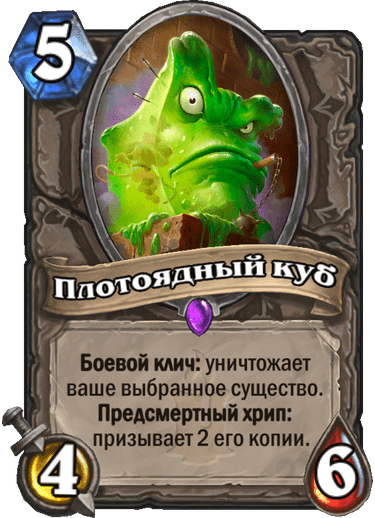 5
Плотоядный куб
Боевой клич: уничтожает
ваше выбранное существо.
Предсмертный хрип:
призывает 2 его копии.
4
6